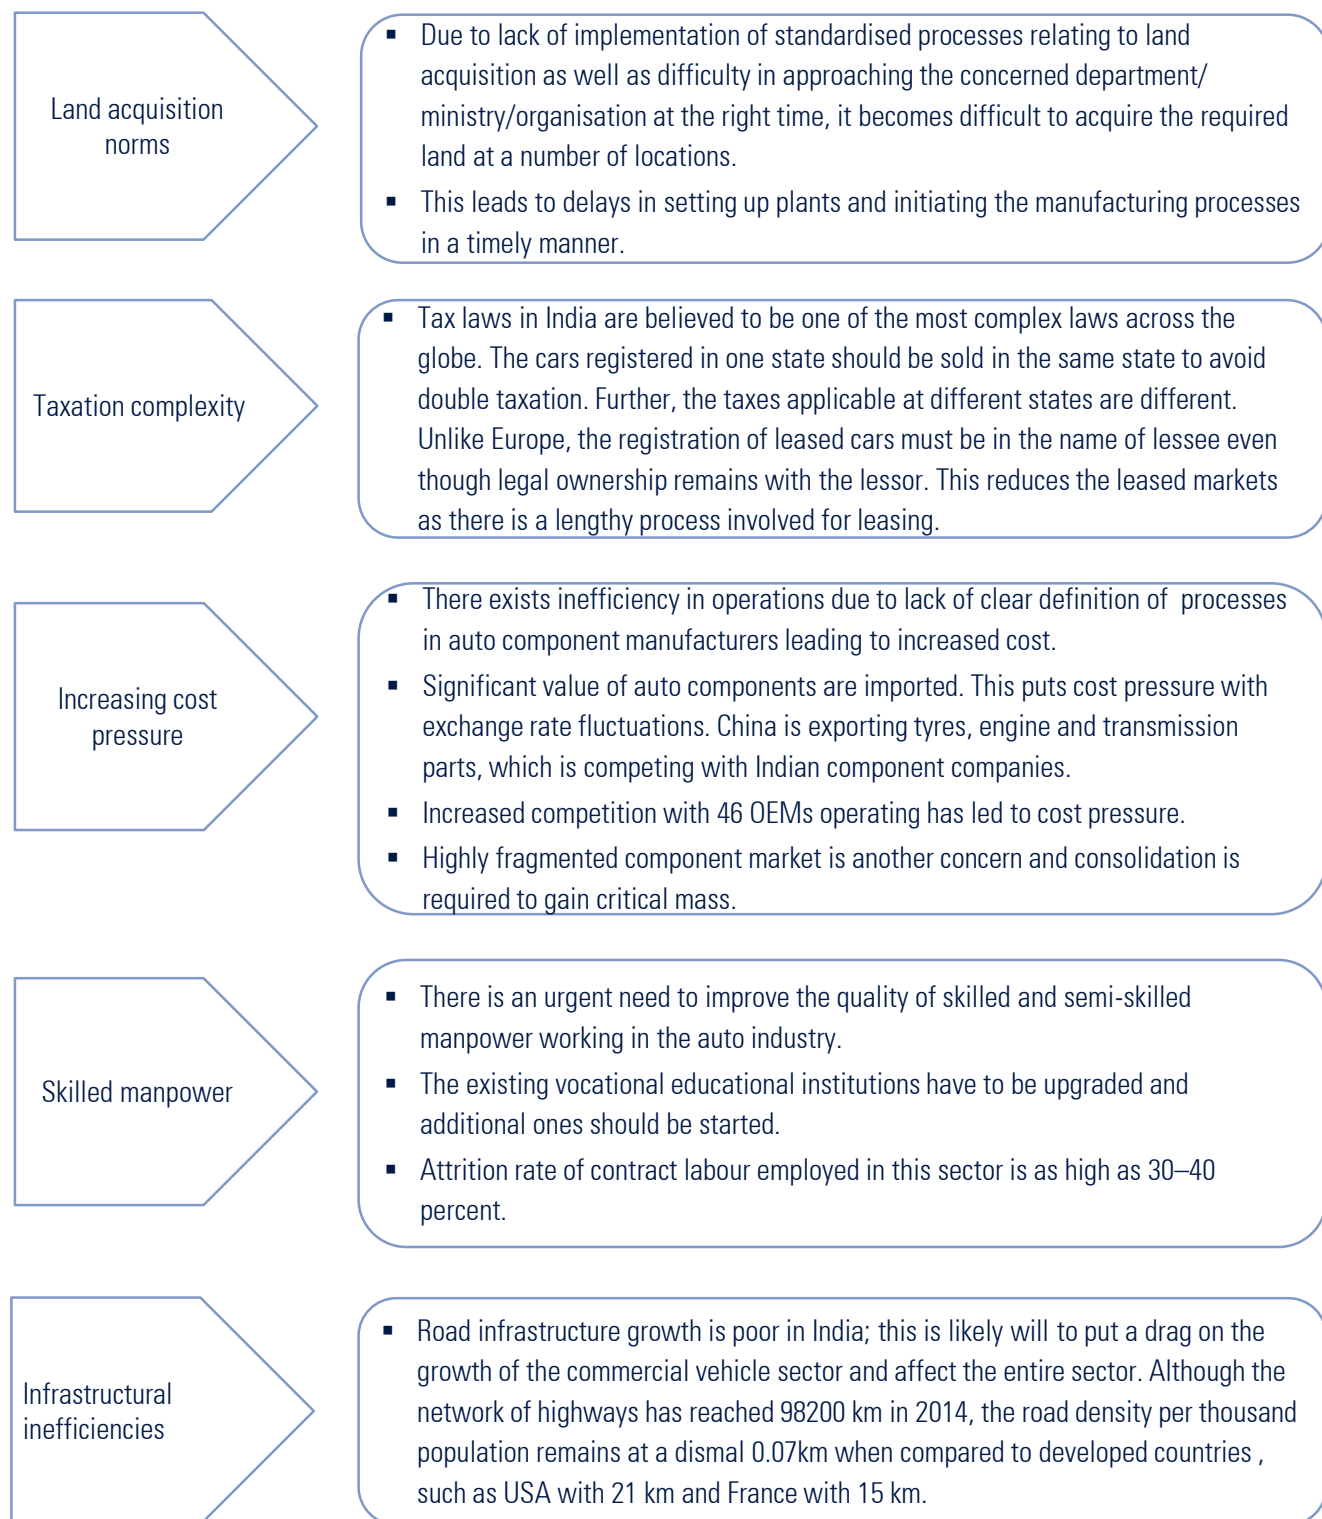 Land acquisition
norms
▪ Due to lack of implementation of standardised processes relating to land
acquisition as well as difficulty in approaching the concerned department/
ministry/organisation at the right time, it becomes difficult to acquire the required
land at a number of locations.
▪ This leads to delays in setting up plants and initiating the manufacturing processes
in a timely manner.
Taxation complexity
▪ Tax laws in India are believed to be one of the most complex laws across the
globe. The cars registered in one state should be sold in the same state to avoid
double taxation. Further, the taxes applicable at different states are different.
Unlike Europe, the registration of leased cars must be in the name of lessee even
though legal ownership remains with the lessor. This reduces the leased markets
as there is a lengthy process involved for leasing.
Increasing cost
pressure
▪ There exists inefficiency in operations due to lack of clear definition of processes
in auto component manufacturers leading to increased cost.
▪ Significant value of auto components are imported. This puts cost pressure with
exchange rate fluctuations. China is exporting tyres, engine and transmission
parts, which is competing with Indian component companies.
▪ Increased competition with 46 OEMs operating has led to cost pressure.
▪ Highly fragmented component market is another concern and consolidation is
required to gain critical mass.
Skilled manpower
▪ There is an urgent need to improve the quality of skilled and semi-skilled
manpower working in the auto industry.
▪ The existing vocational educational institutions have to be upgraded and
additional ones should be started.
▪ Attrition rate of contract labour employed in this sector is as high as 30–40
percent.
Infrastructural
inefficiencies
▪ Road infrastructure growth is poor in India; this is likely will to put a drag on the
growth of the commercial vehicle sector and affect the entire sector. Although the
network of highways has reached 98200 km in 2014, the road density per thousand
population remains at a dismal 0.07km when compared to developed countries ,
such as USA with 21 km and France with 15 km.